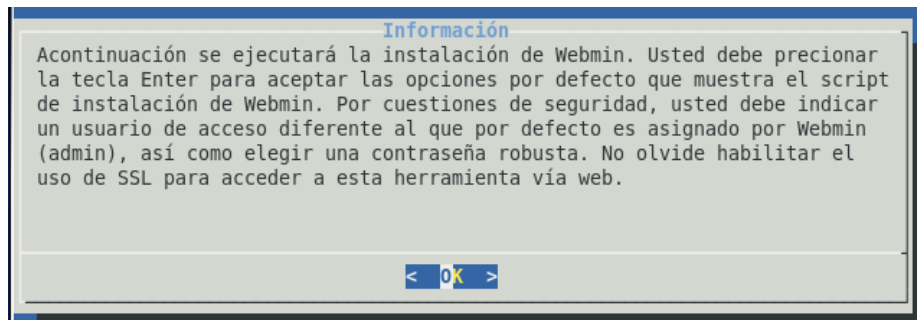 Información
Acontinuación se ejecutará la instalación de Webmin. Usted debe precionar
la tecla Enter para aceptar las opciones por defecto que muestra el script
de instalación de Webmin. Por cuestiones de seguridad, usted debe indicar
un usuario de acceso diferente al que por defecto es asignado por Webmin
(admin), así como elegir una contraseña robusta. No olvide habilitar el
uso de SSL para acceder a esta herramienta vía web.
< OK >